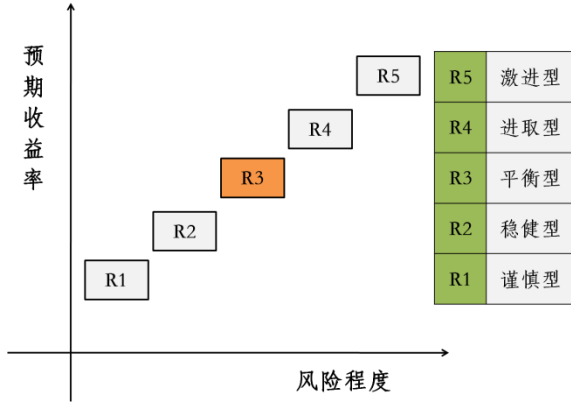 预期收益率
R5
R4
R3
R2
R1
风险程度
R5 激进型
R4 进取型
R3 平衡型
R2 稳健型
R1 谨慎型